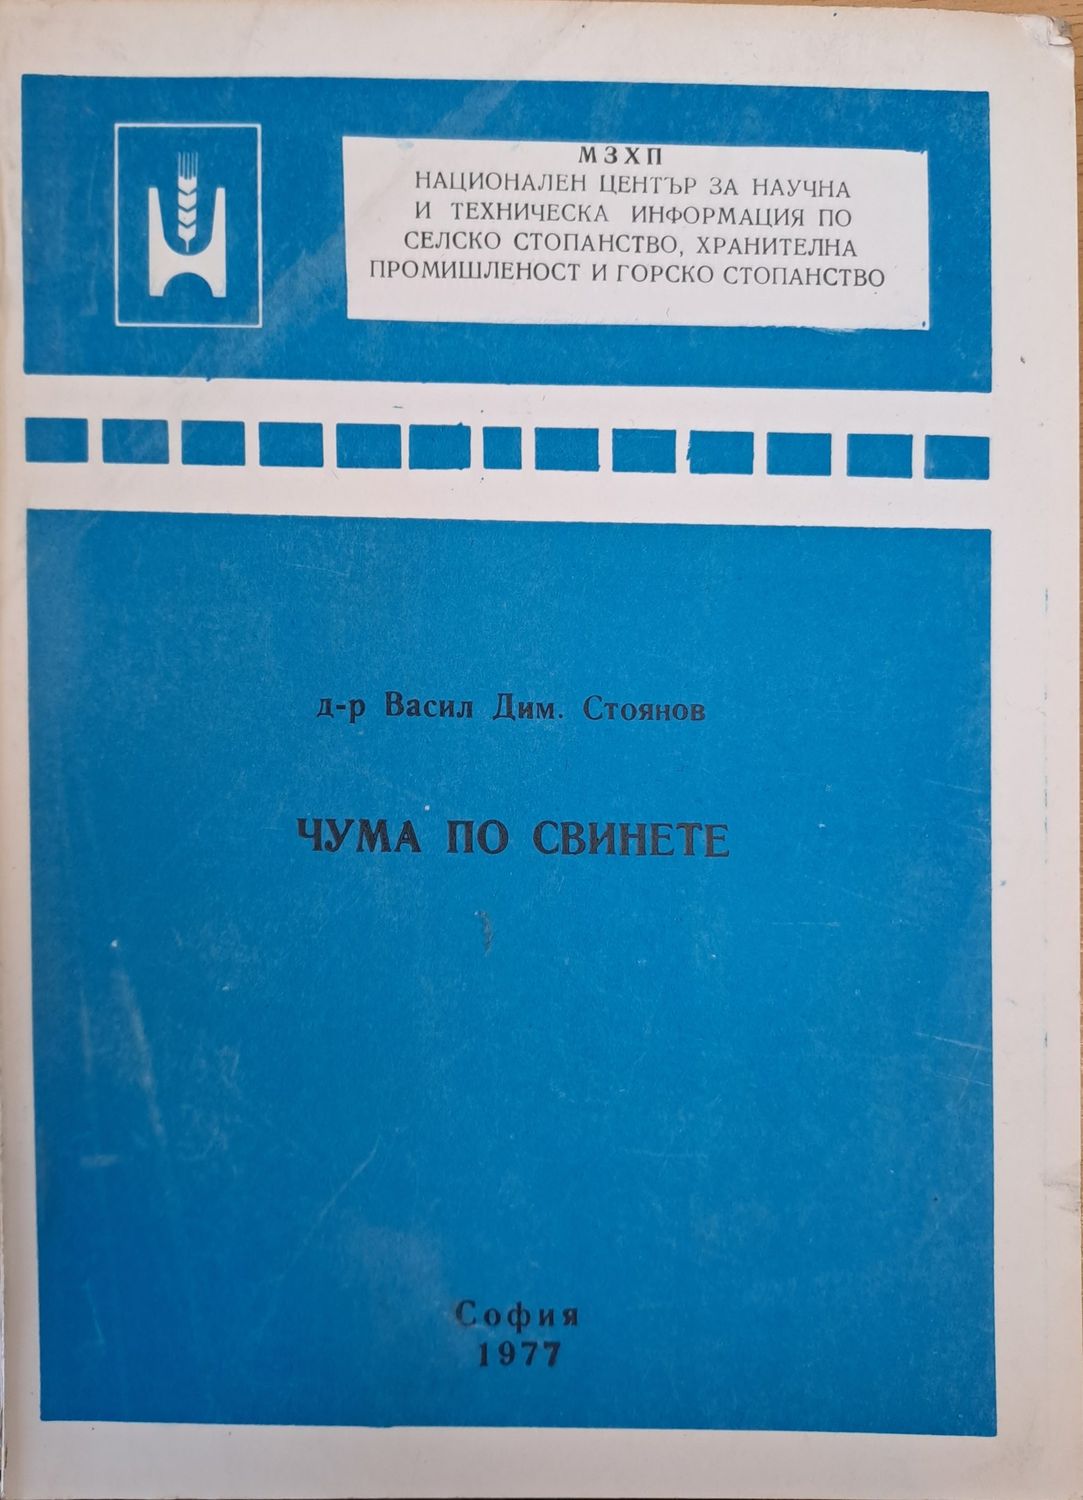 МЗХП
НАЦИОНАЛЕН ЦЕНТЪР ЗА НАУЧНА
И ТЕХНИЧЕСКА ИНФОРМАЦИЯ ПО
СЕЛСКО СТОПАНСТВО, ХРАНИТЕЛНА
ПРОМИШЛЕНОСТ И ГОРСКО СТОПАНСТВО
д-р Васил Дим. Стоянов
ЧУМА ПО СВИНЕТЕ
София
1977